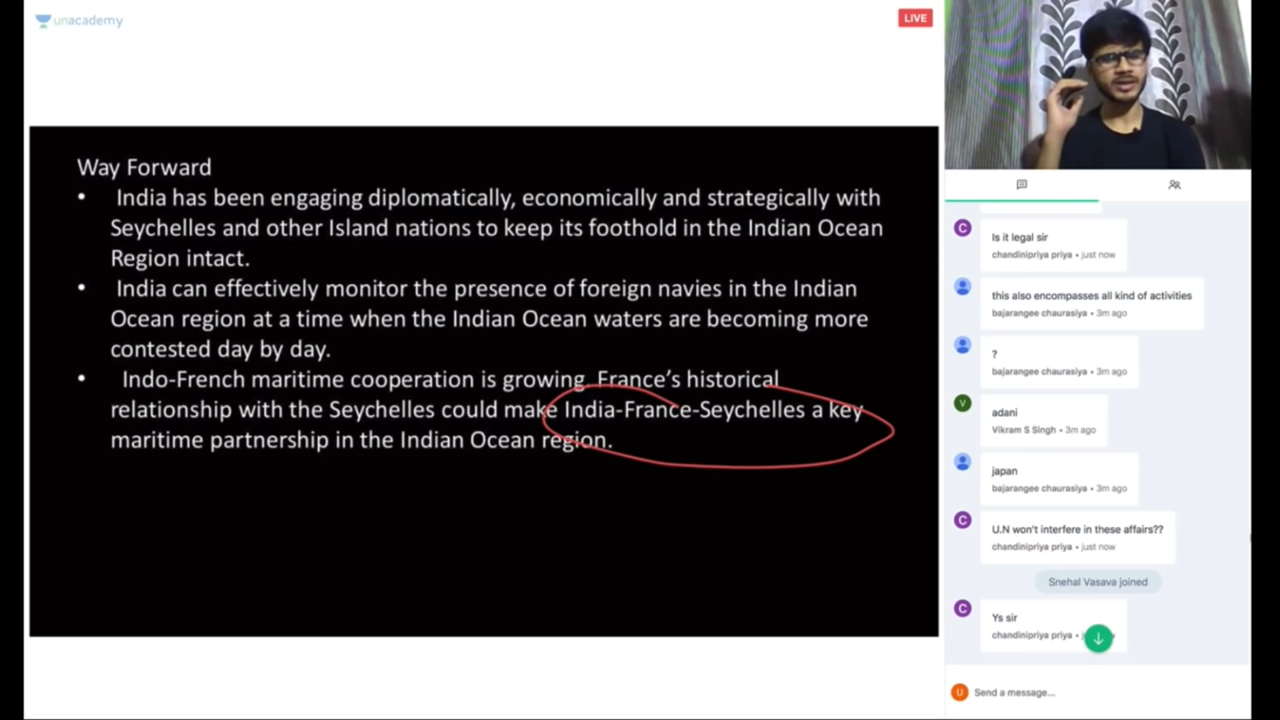 unacademy
LIVE
Way Forward
• India has been engaging diplomatically, economically and strategically with
Seychelles and other Island nations to keep its foothold in the Indian Ocean
Region intact.
• India can effectively monitor the presence of foreign navies in the Indian
Ocean region at a time when the Indian Ocean waters are becoming more
contested day by day.
• Indo-French maritime cooperation is growing. France’s historical
relationship with the Seychelles could make India-France-Seychelles a key
maritime partnership in the Indian Ocean region.
C
Is it legal sir
chandinipriya priya • just now
this also encompasses all kind of activities
bajarangee chaurasiya • 3m ago
?
bajarangee chaurasiya • 3m ago
V
adani
Vikram S Singh • 3m ago
japan
bajarangee chaurasiya • 3m ago
C
U.N won't interfere in these affairs??
chandinipriya priya • just now
Snehal Vasava joined
C
Ys sir
chandinipriya priya •
U
Send a message...